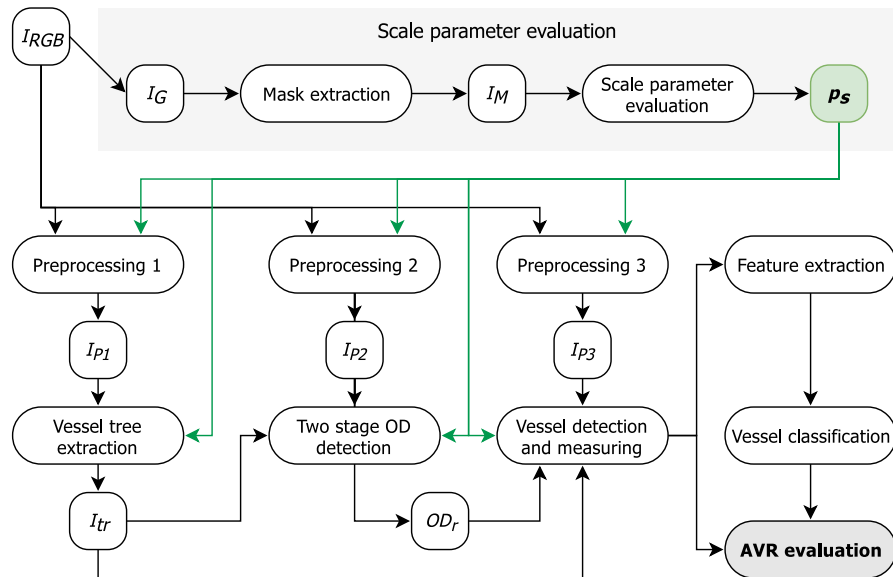 Scale parameter evaluation
I_RGB
I_G
Mask extraction
I_M
Scale parameter
evaluation
p_s
Preprocessing 1
Preprocessing 2
Preprocessing 3
Feature extraction
I_P1
I_P2
I_P3
Vessel tree
extraction
Two stage OD
detection
Vessel detection
and measuring
Vessel classification
I_tr
OD_r
AVR evaluation